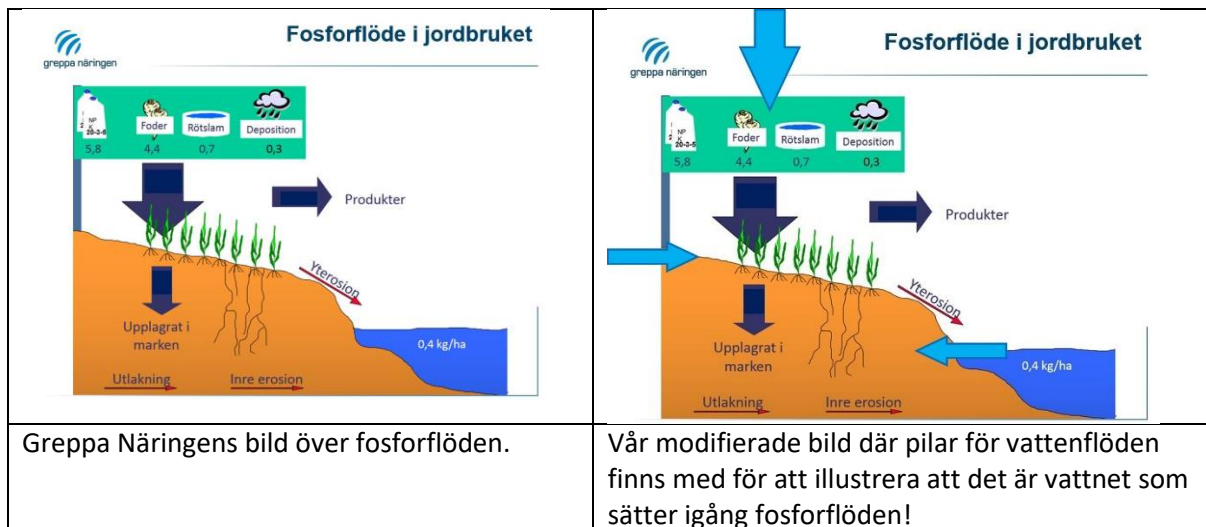 Fosforflöde i jordbruket
greppa näringen
NP
K
20-3-5
Foder
Rötslam
Deposition
5,8
4,4
0,7
0,3
Produkter
Yterosion
Upplagrat i
marken
0,4 kg/ha
Utlakning
Inre erosion
Greppa Näringens bild över fosforflöden.
Fosforflöde i jordbruket
greppa näringen
NP
K
20-3-5
Foder
Rötslam
Deposition
5,8
4,4
0,7
0,3
Produkter
Yterosion
Upplagrat i
marken
0,4 kg/ha
Utlakning
Inre erosion
Vår modifierade bild där pilar för vattenflöden
finns med för att illustrera att det är vattnet som
sätter igång fosforflöden!